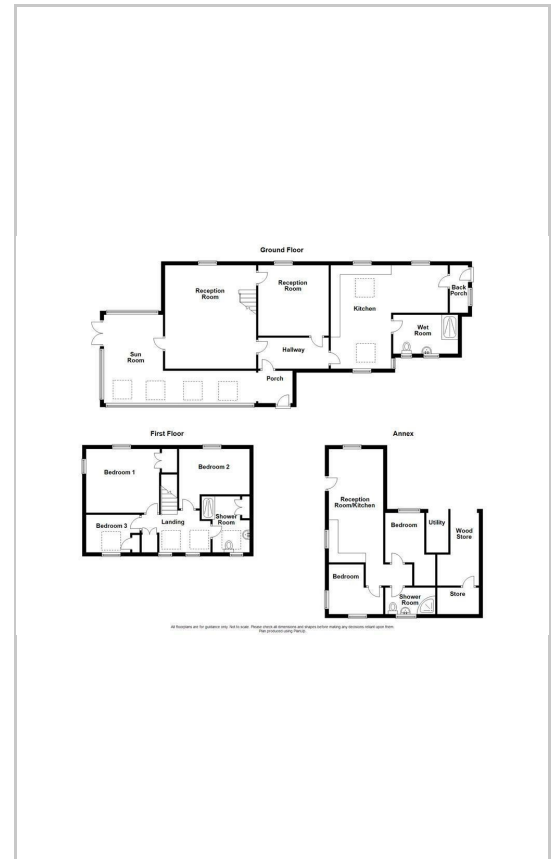 Ground Floor
Reception
Room
Reception
Room
Kitchen
Back
Porch
Wet
Room
Hallway
Sun
Room
Porch
First Floor
Bedroom 1
Bedroom 2
Bedroom 3
Landing
Shower
Room
Annex
Reception
Room/Kitchen
Bedroom
Utility
Wood
Store
Bedroom
Shower
Room
Store
All floorplans are for guidance only. Not to scale. Please check all dimensions and shapes before making any decisions reliant upon them.
Plan produced using PlanUp.